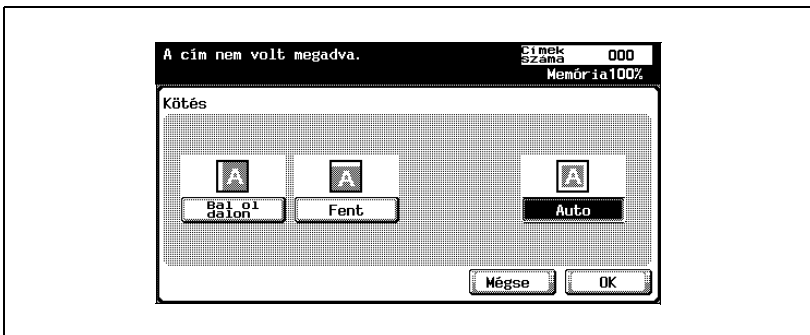 A cím nem volt megadva.
Címek száma 000
Memória100%
Kötés
A A A
Bal ol
dalon
Fent
Auto
Mégse
OK